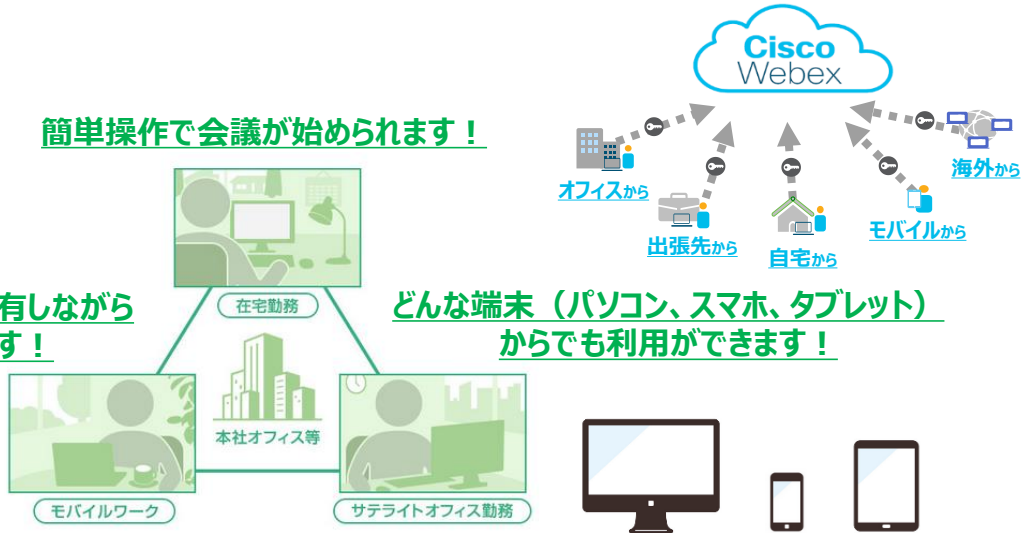 Cisco
Webex
簡単操作で会議が始められます！
オフィスから
出張先から
自宅から
モバイルから
海外から
有しながら
す！
どんな端末（パソコン、スマホ、タブレット）
からでも利用ができます！
在宅勤務
本社オフィス等
モバイルワーク
サテライトオフィス勤務